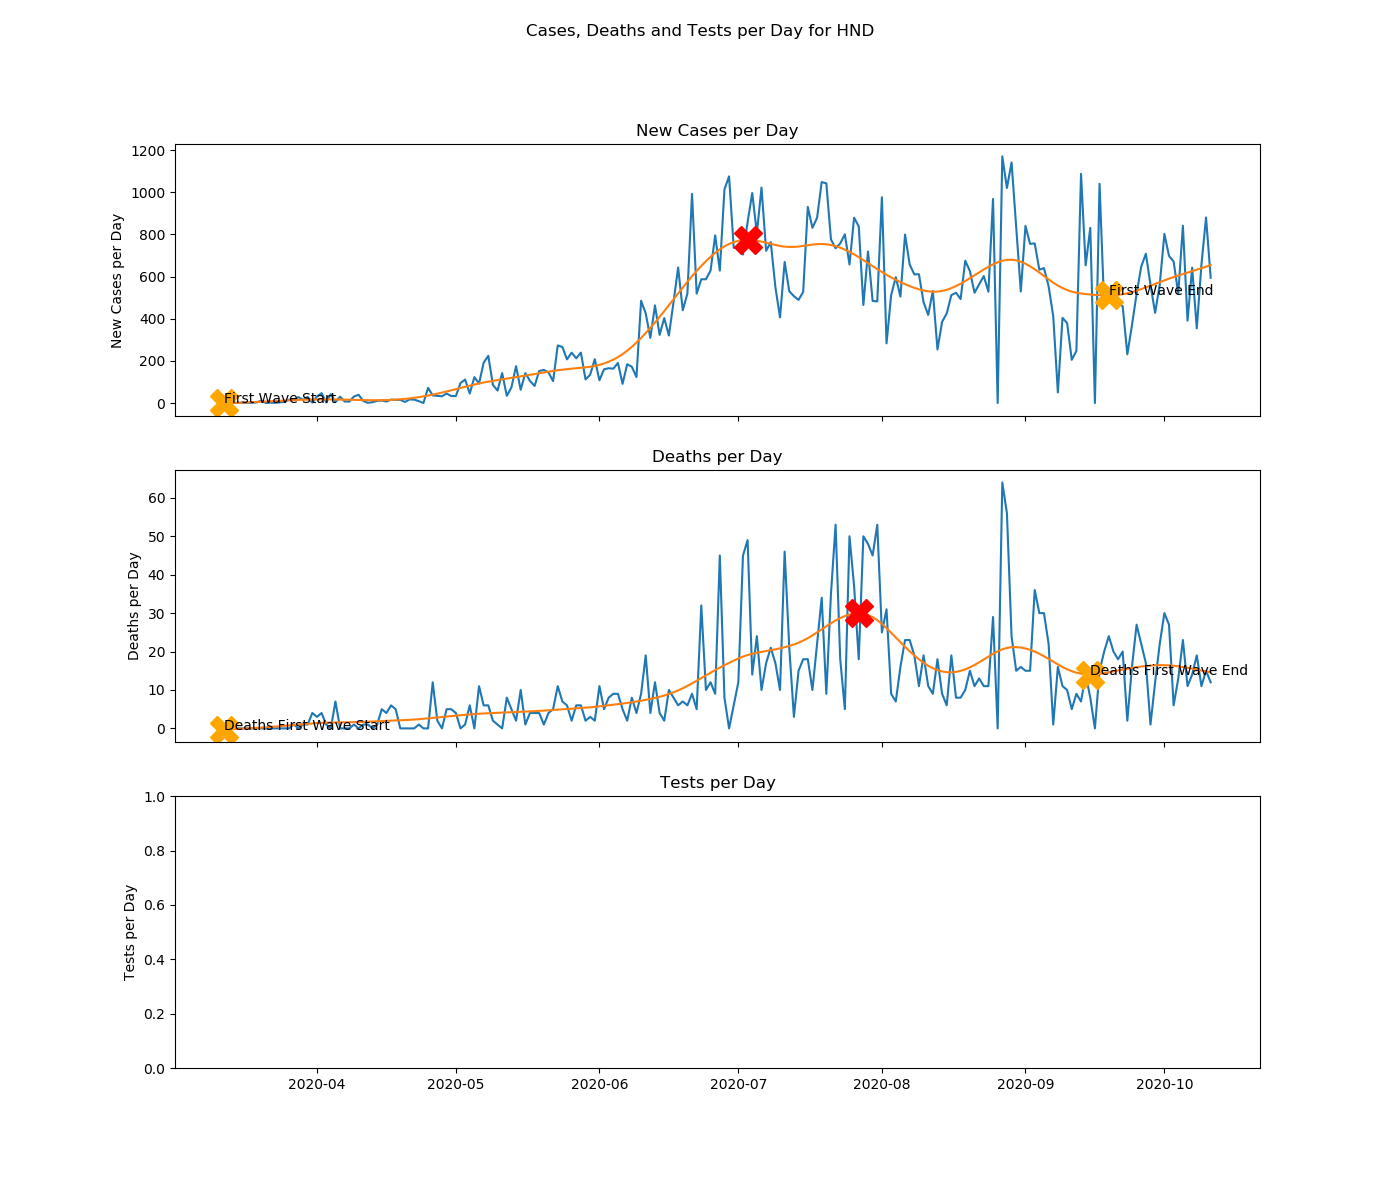 Cases, Deaths and Tests per Day for HND
New Cases per Day
New Cases per Day
1200
1000
800
600
400
200
0
First Wave Start
First Wave End
Deaths per Day
Deaths per Day
60
50
40
30
20
10
0
Deaths First Wave Start
Deaths First Wave End
Tests per Day
Tests per Day
1.0
0.8
0.6
0.4
0.2
0.0
2020-04 2020-05 2020-06 2020-07 2020-08 2020-09 2020-10